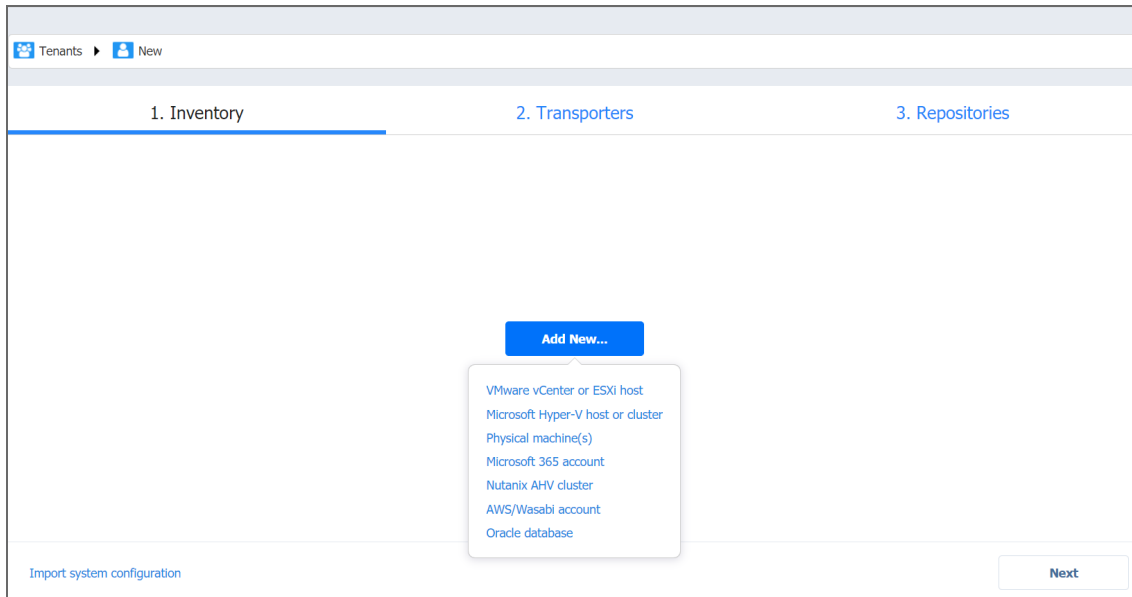 Tenants New
1. Inventory 2. Transporters 3. Repositories
Add New...
VMware vCenter or ESXi host
Microsoft Hyper-V host or cluster
Physical machine(s)
Microsoft 365 account
Nutanix AHV cluster
AWS/Wasabi account
Oracle database
Import system configuration Next